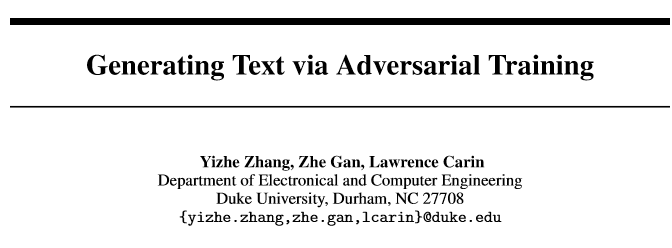 Generating Text via Adversarial Training
Yizhe Zhang, Zhe Gan, Lawrence Carin
Department of Electronical and Computer Engineering
Duke University, Durham, NC 27708
{yizhe.zhang,zhe.gan,lcarin}@duke.edu